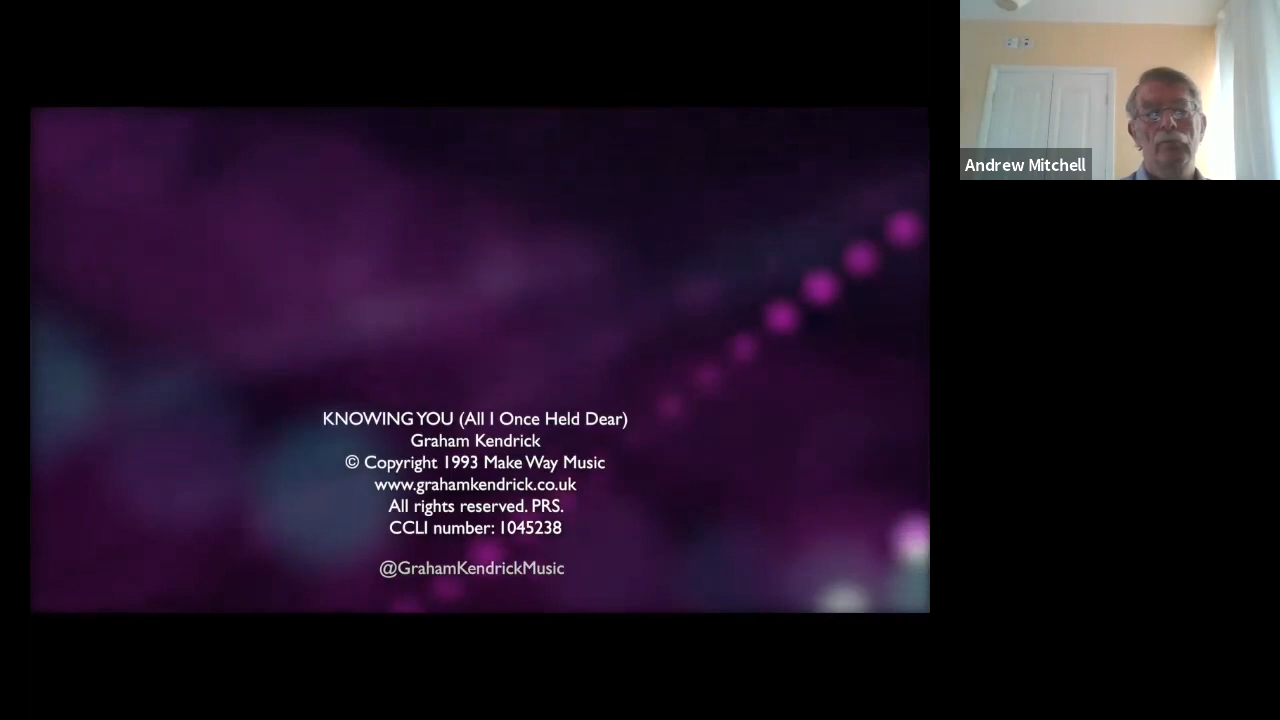 KNOWING YOU (All I Once Held Dear)
Graham Kendrick
© Copyright 1993 Make Way Music
www.grahamkendrick.co.uk
All rights reserved. PRS.
CCLI number: 1045238
@GrahamKendrickMusic
Andrew Mitchell